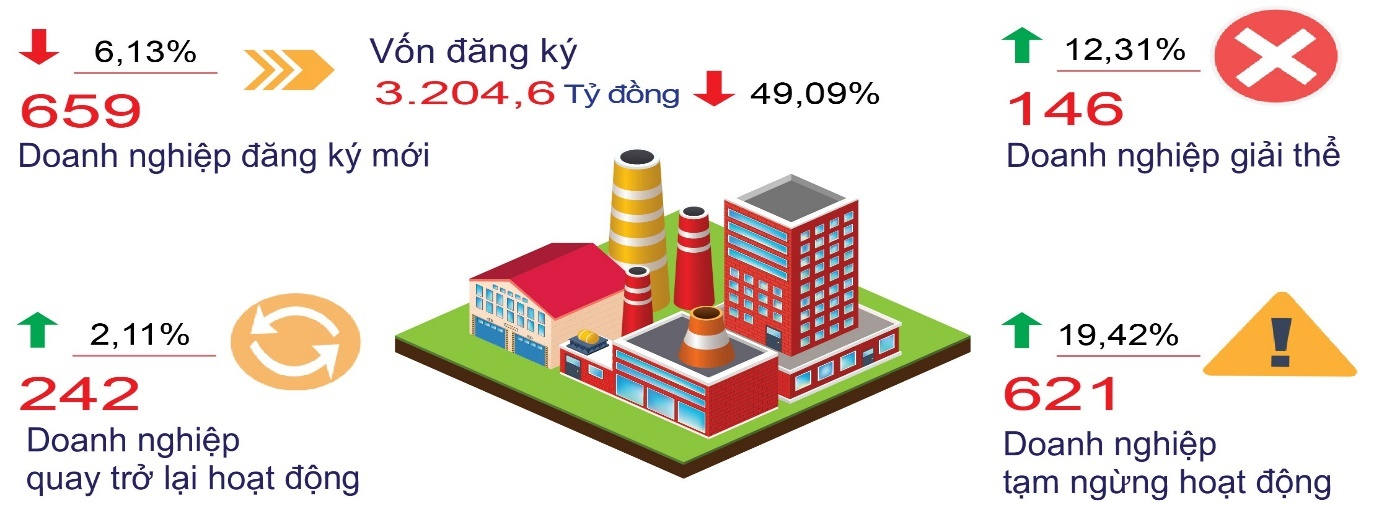 6,13%
659
Doanh nghiệp đăng ký mới
Vốn đăng ký
3.204,6 Tỷ đồng 49,09%
12,31%
146
Doanh nghiệp giải thể
2,11%
242
Doanh nghiệp
quay trở lại hoạt động
19,42%
621
Doanh nghiệp
tạm ngừng hoạt động